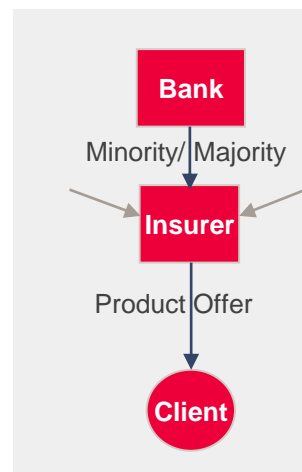 Bank
Minority/ Majority
Insurer
Product Offer
Client